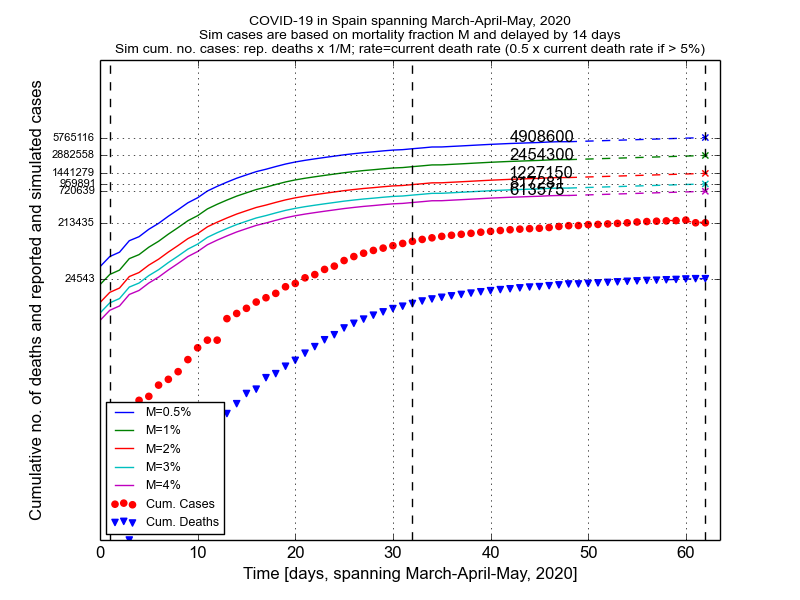 COVID-19 in Spain spanning March-April-May, 2020
Sim cases are based on mortality fraction M and delayed by 14 days
Sim cum. no. cases: rep. deaths x 1/M; rate=current death rate (0.5 x current death rate if > 5%)
Cumulative no. of deaths and reported and simulated cases
5765116
2882558
1441279
959891
720639
213435
24543
4908600
2454300
1227150
817281
613575
M=0.5%
M=1%
M=2%
M=3%
M=4%
Cum. Cases
Cum. Deaths
0 10 20 30 40 50 60
Time [days, spanning March-April-May, 2020]